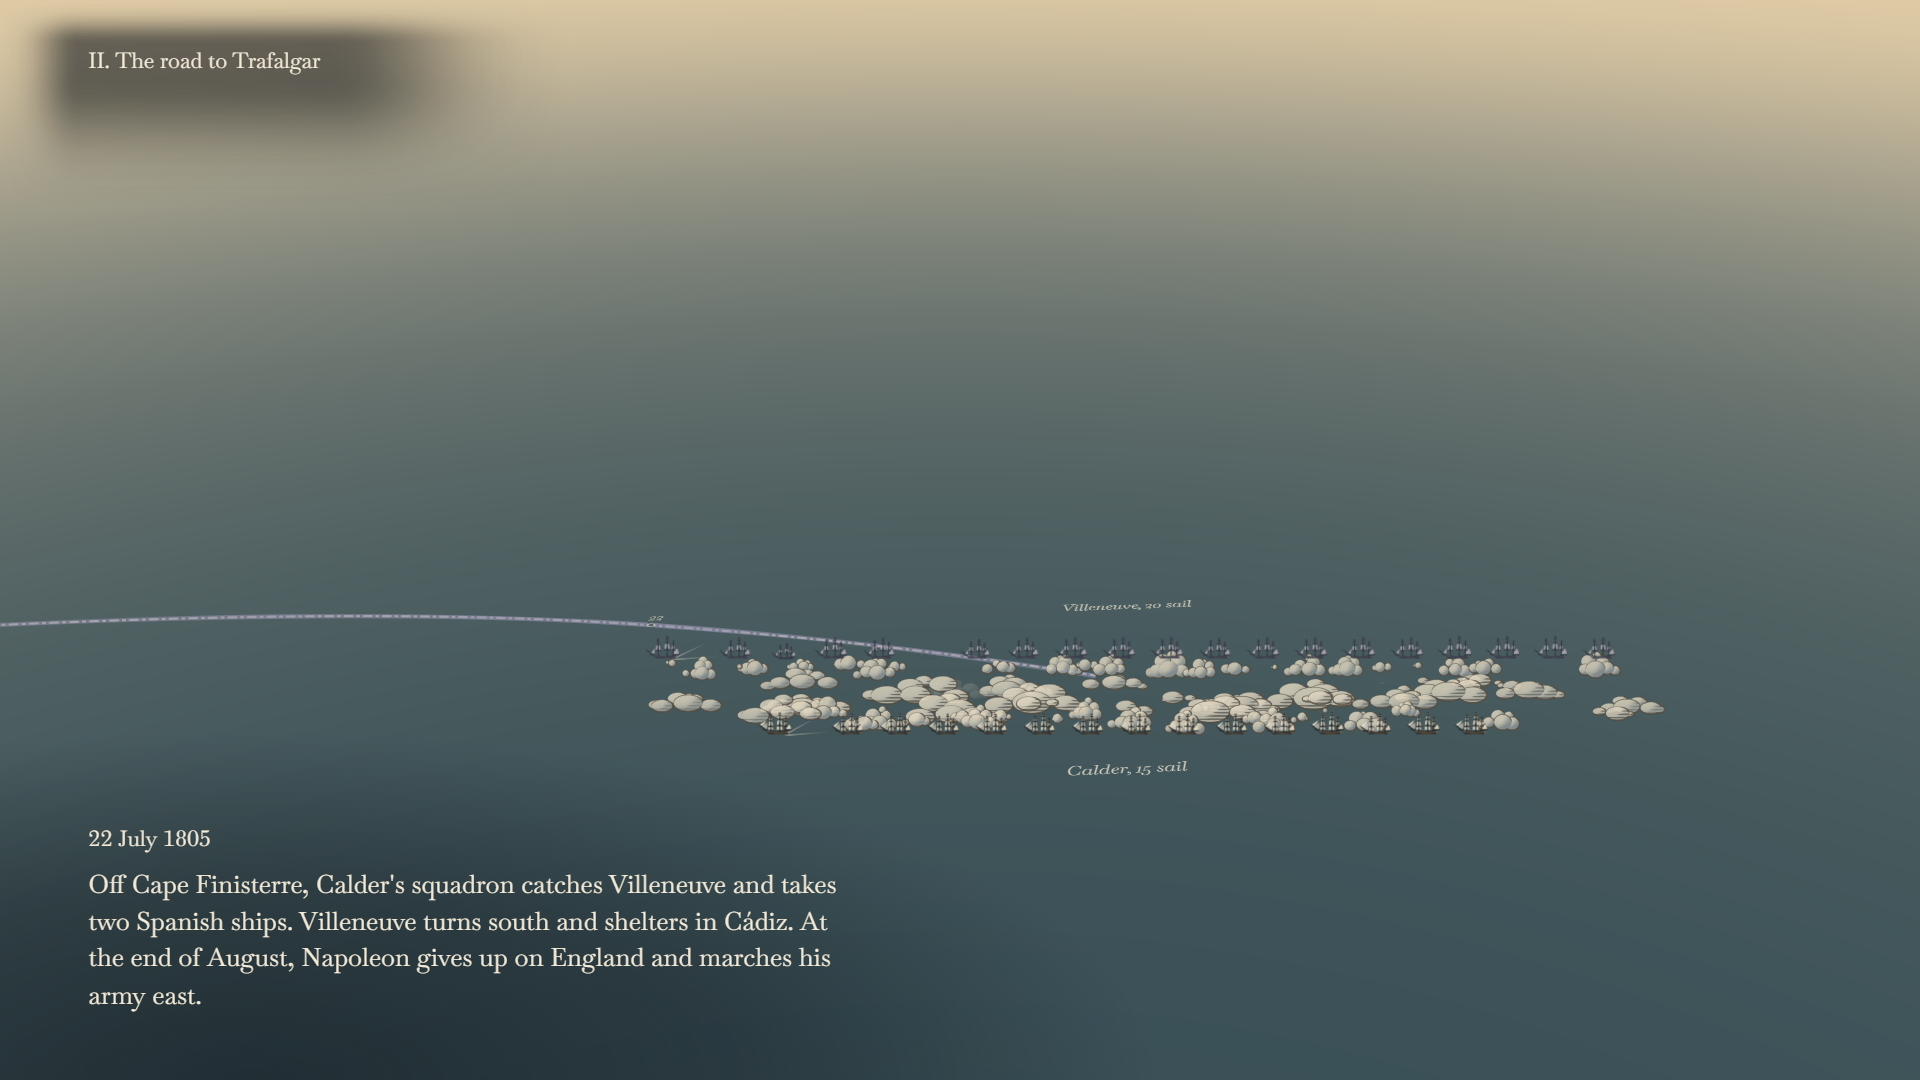 II. The road to Trafalgar
22
Villeneuve, 20 sail
Calder, 15 sail
22 July 1805
Off Cape Finisterre, Calder's squadron catches Villeneuve and takes
two Spanish ships. Villeneuve turns south and shelters in Cádiz. At
the end of August, Napoleon gives up on England and marches his
army east.